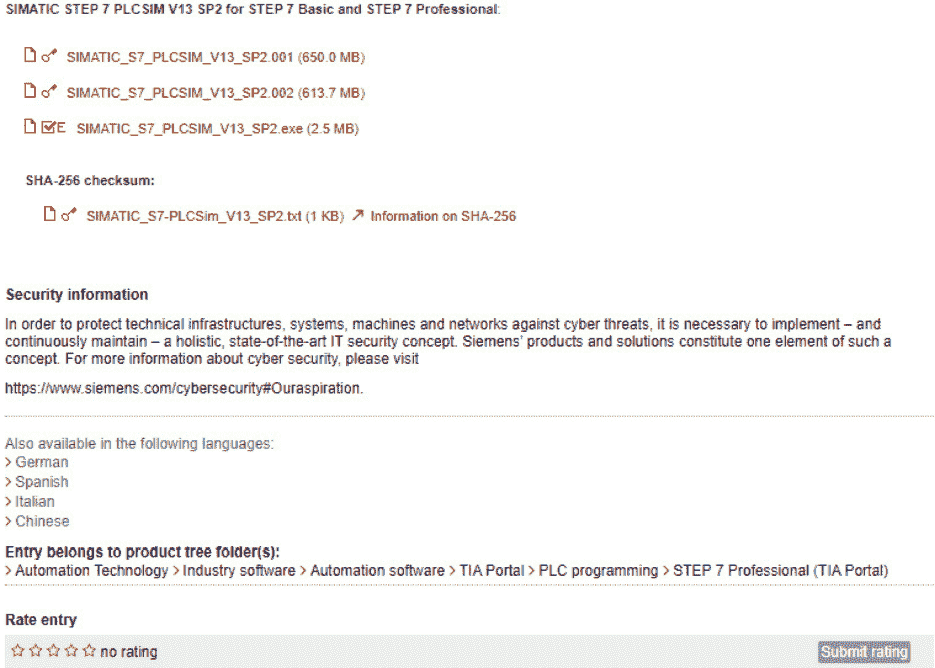 SIMATIC STEP 7 PLCSIM V13 SP2 for STEP 7 Basic and STEP 7 Professional:
SIMATIC_S7_PLCSIM_V13_SP2.001 (650.0 MB)
SIMATIC_S7_PLCSIM_V13_SP2.002 (613.7 MB)
E SIMATIC_S7_PLCSIM_V13_SP2.exe (2.5 MB)
SHA-256 checksum:
SIMATIC_S7-PLCSim_V13_SP2.txt (1 KB) Information on SHA-256
Security information
In order to protect technical infrastructures, systems, machines and networks against cyber threats, it is necessary to implement – and
continuously maintain – a holistic, state-of-the-art IT security concept. Siemens' products and solutions constitute one element of such a
concept. For more information about cyber security, please visit
https://www.siemens.com/cybersecurity#Ouraspiration.
Also available in the following languages:
> German
> Spanish
> Italian
> Chinese
Entry belongs to product tree folder(s):
> Automation Technology > Industry software > Automation software > TIA Portal > PLC programming > STEP 7 Professional (TIA Portal)
Rate entry
no rating Submit rating